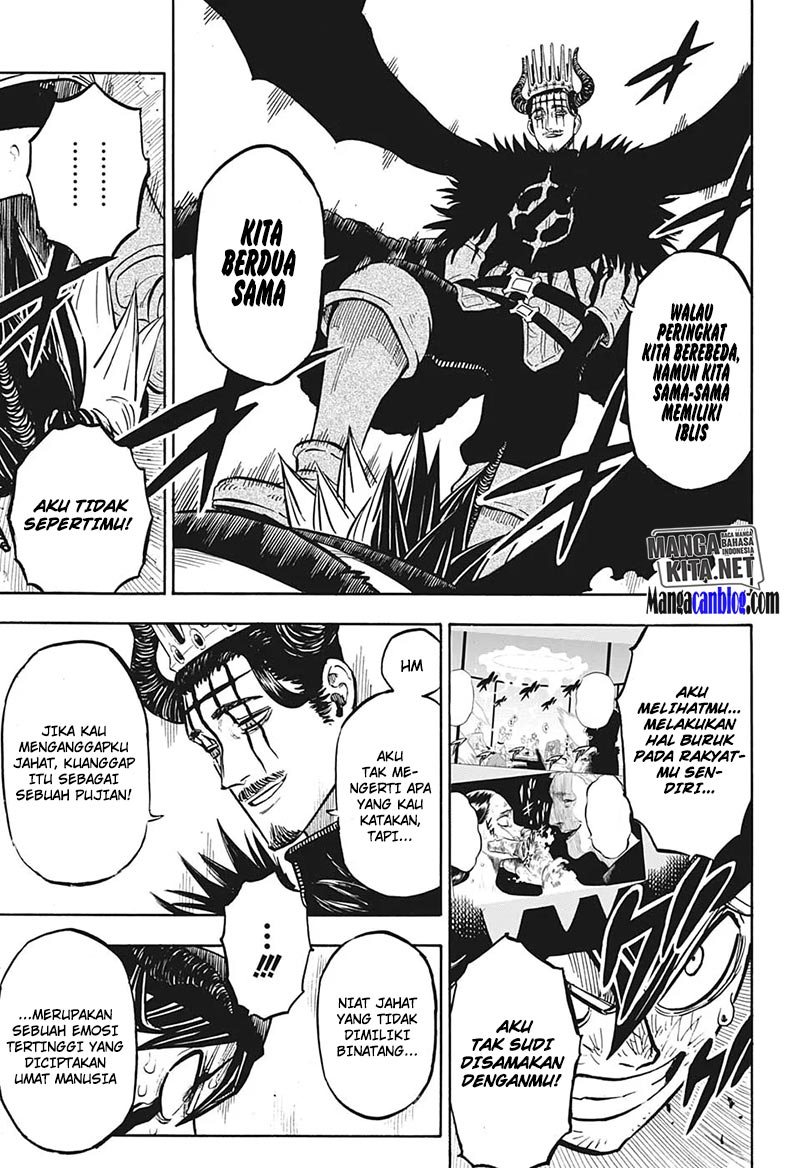 WALAU
PERINGKAT
KITA BEREBEDA,
NAMUN KITA
SAMA-SAMA
MEMILIKI
IBLIS
KITA
BERDUA
SAMA
......
AKU TIDAK
SEPERTIMU!
MANGA
KITA.NET
BACA MANGA
BAHASA
INDONESIA
Mangacanblog.com
AKU
MELIHATMU...
MELAKUKAN
HAL BURUK
PADA RAKYAT-
MU SEN-
DIRI...
AKU
TAK SUDI
DISAMAKAN
DENGANMU!
HM
AKU
TAK ME-
NGERTI APA
YANG KAU
KATAKAN,
TAPI...
JIKA KAU
MENGANGGAPKU
JAHAT, KUANGGAP
ITU SEBAGAI
SEBUAH PUJIAN!
...!!!
NIAT JAHAT
YANG TIDAK
DIMILIKI
BINATANG...
...MERUPAKAN
SEBUAH EMOSI
TERTINGGI YANG
DICIPTAKAN
UMAT MANUSIA